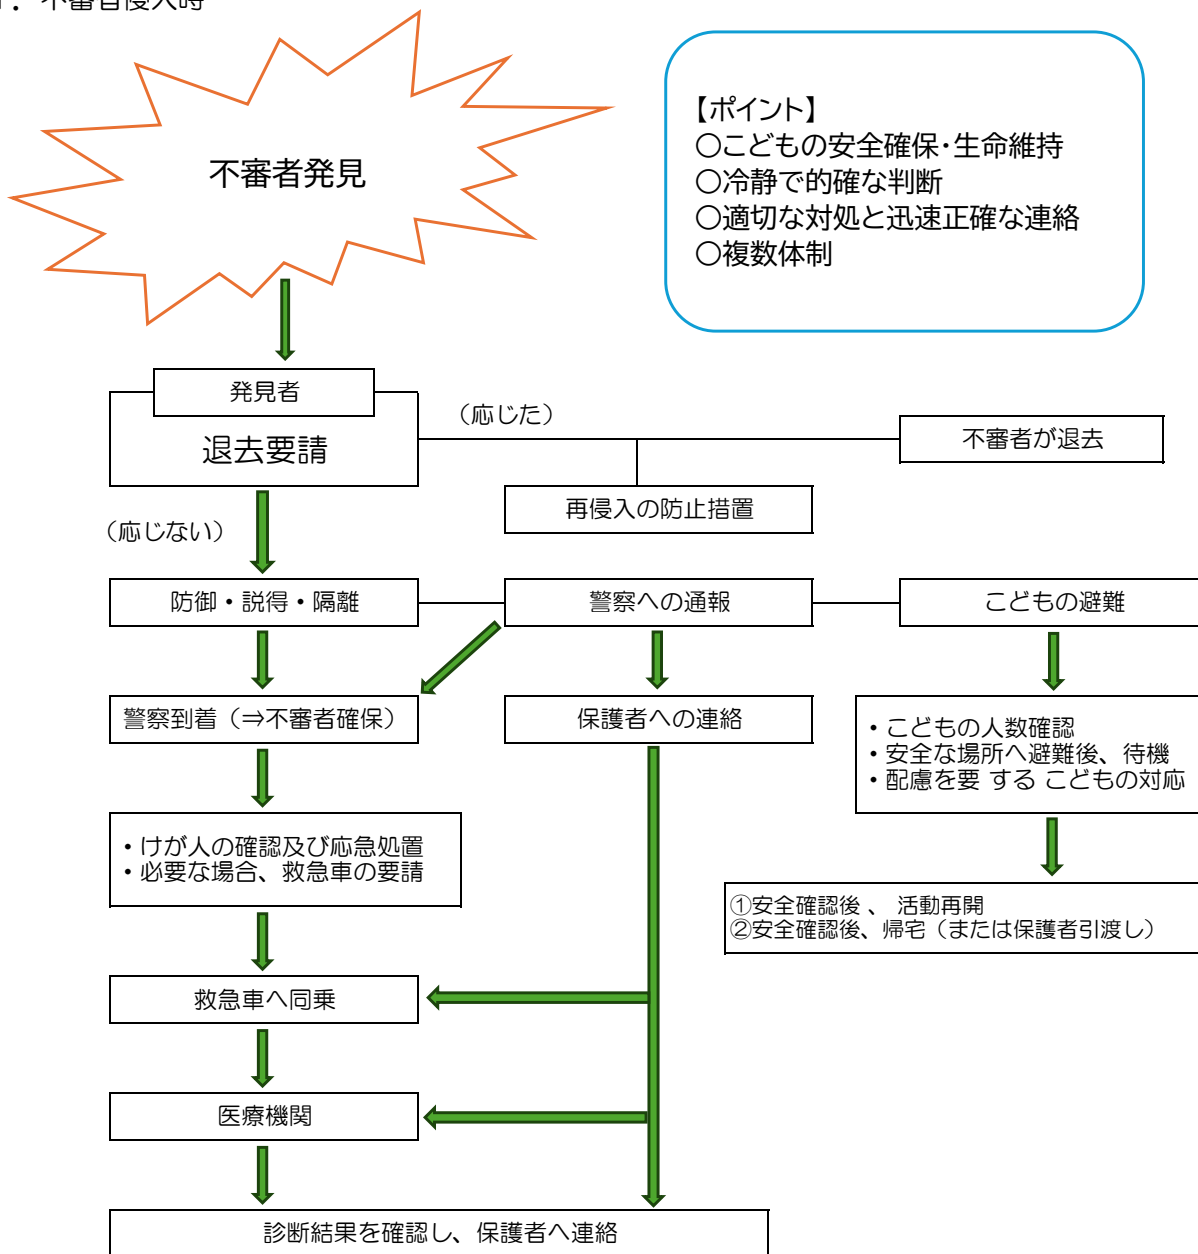 不審者侵入時
不審者発見
【ポイント】
○こどもの安全確保・生命維持
○冷静で的確な判断
○適切な対処と迅速正確な連絡
○複数体制
発見者
退去要請
（応じた）
不審者が退去
再侵入の防止措置
（応じない）
防御・説得・隔離
警察への通報
こどもの避難
警察到着（⇒不審者確保）
保護者への連絡
・こどもの人数確認
・安全な場所へ避難後、待機
・配慮を要 する こどもの対応
・けが人の確認及び応急処置
・必要な場合、救急車の要請
①安全確認後 、 活動再開
②安全確認後、帰宅（または保護者引渡し）
救急車へ同乗
医療機関
診断結果を確認し、保護者へ連絡